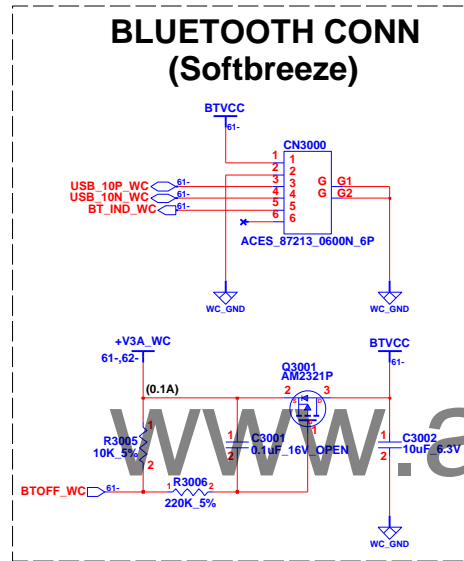 BLUETOOTH CONN
(Softbreeze)
BTVCC
61-
CN3000
1 1
2 2
USB_10P_WC 61- 3 3 G G1
USB_10N_WC 61- 4 4 G G2
BT_IND_WC 61- 5 5
6 6
ACES_87213_0600N_6P
WC_GND WC_GND
+V3A_WC
61-,62-
Q3001
AM2321P
BTVCC
61-
(0.1A)
2 3
S D
G
1
R3005
10K_5%
1
2
C3001
0.1uF_16V_OPEN
1
2
C3002
10uF_6.3V
1
2
BTOFF_WC 61-
R3006
1 2
220K_5%
WC_GND
www.a